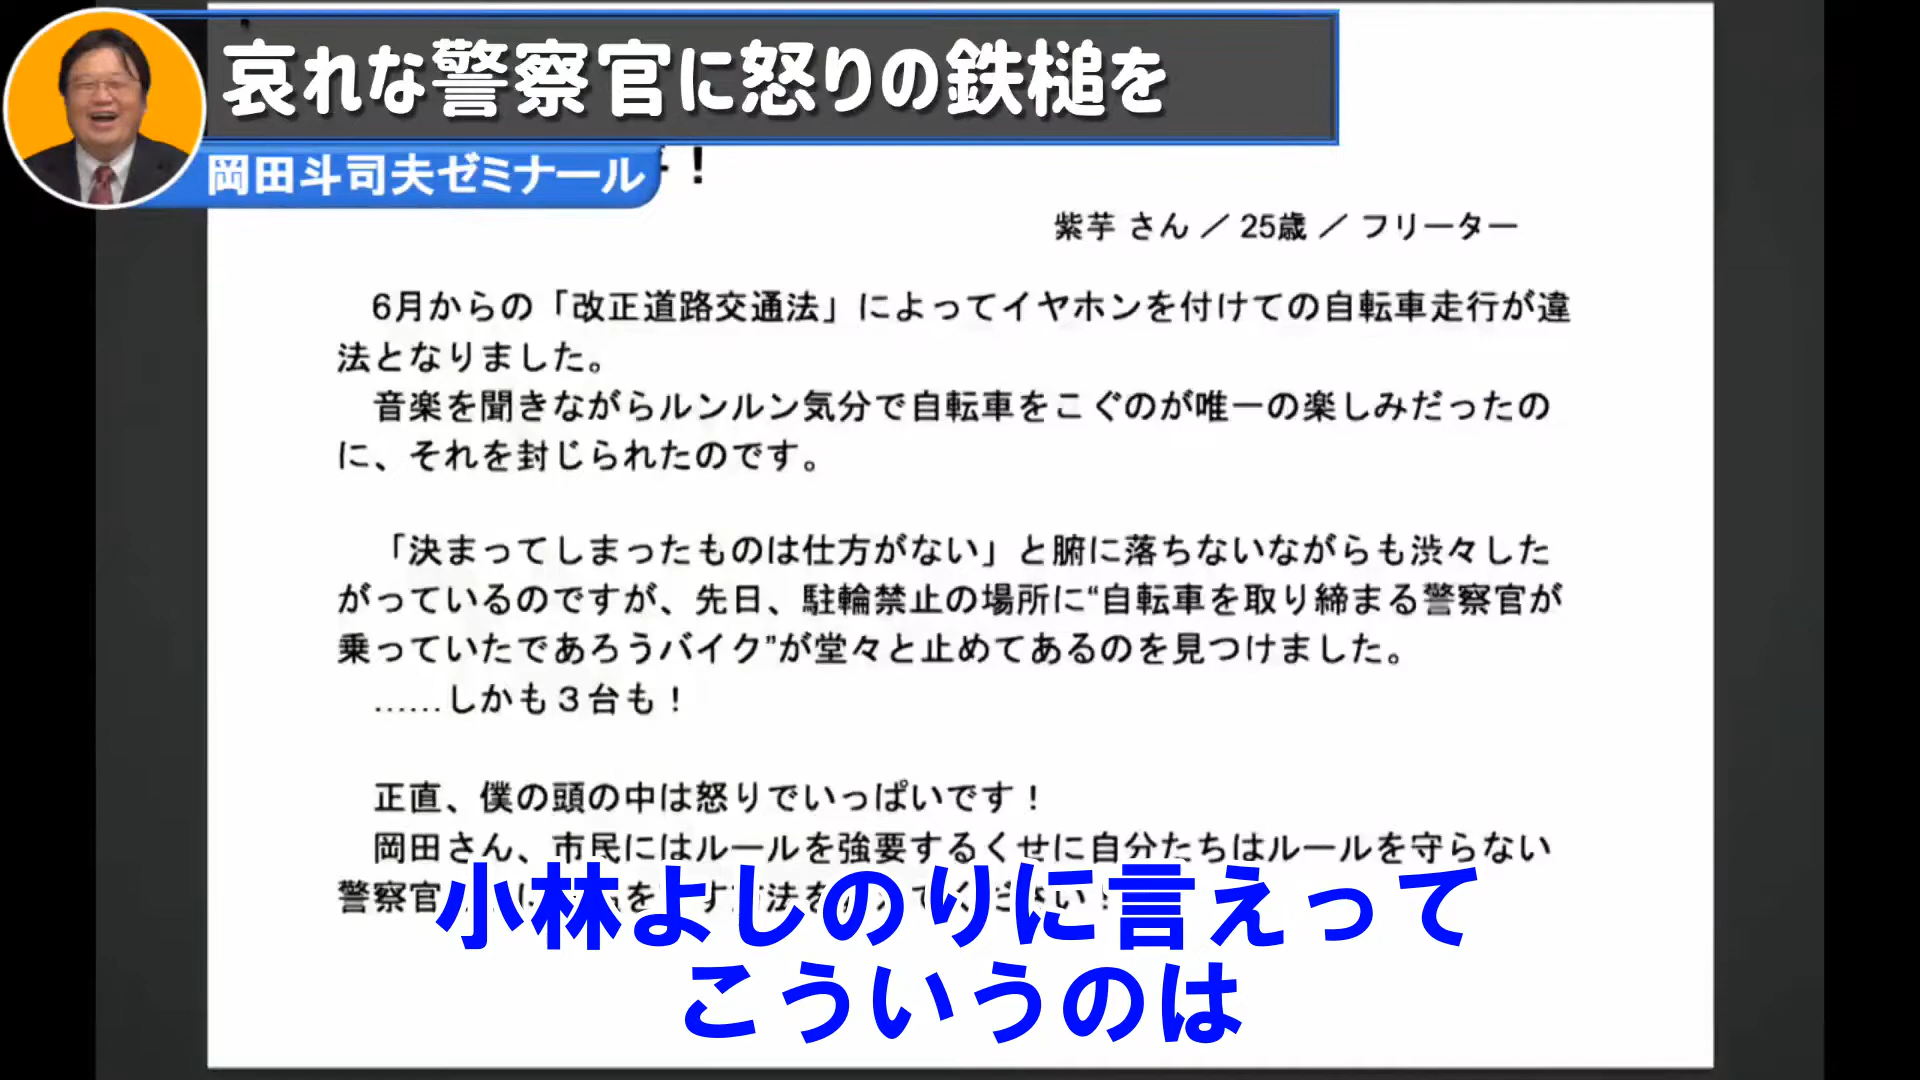 哀れな警察官に怒りの鉄槌を
岡田斗司夫ゼミナール
！
紫芋 さん ／ 25歳 ／ フリーター
6月からの「改正道路交通法」によってイヤホンを付けての自転車走行が違
法となりました。
音楽を聞きながらルンルン気分で自転車をこぐのが唯一の楽しみだったの
に、それを封じられたのです。
「決まってしまったものは仕方がない」と腑に落ちないながらも渋々した
がっているのですが、先日、駐輪禁止の場所に“自転車を取り締まる警察官が
乗っていたであろうバイク”が堂々と止めてあるのを見つけました。
……しかも３台も！
正直、僕の頭の中は怒りでいっぱいです！
岡田さん、市民にはルールを強要するくせに自分たちはルールを守らない
警察官
小林よしのりに言えって
こういうのは